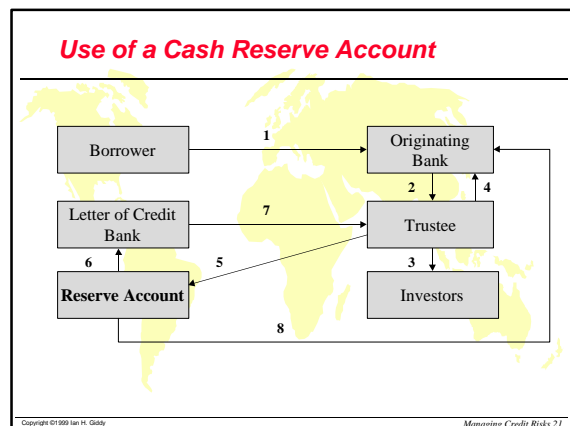 Use of a Cash Reserve Account
1
Borrower
Originating
Bank
2
4
Letter of Credit
Bank
7
Trustee
6
5
3
Reserve Account
Investors
8
Copyright ©1999 Ian H. Giddy
Managing Credit Risks 21